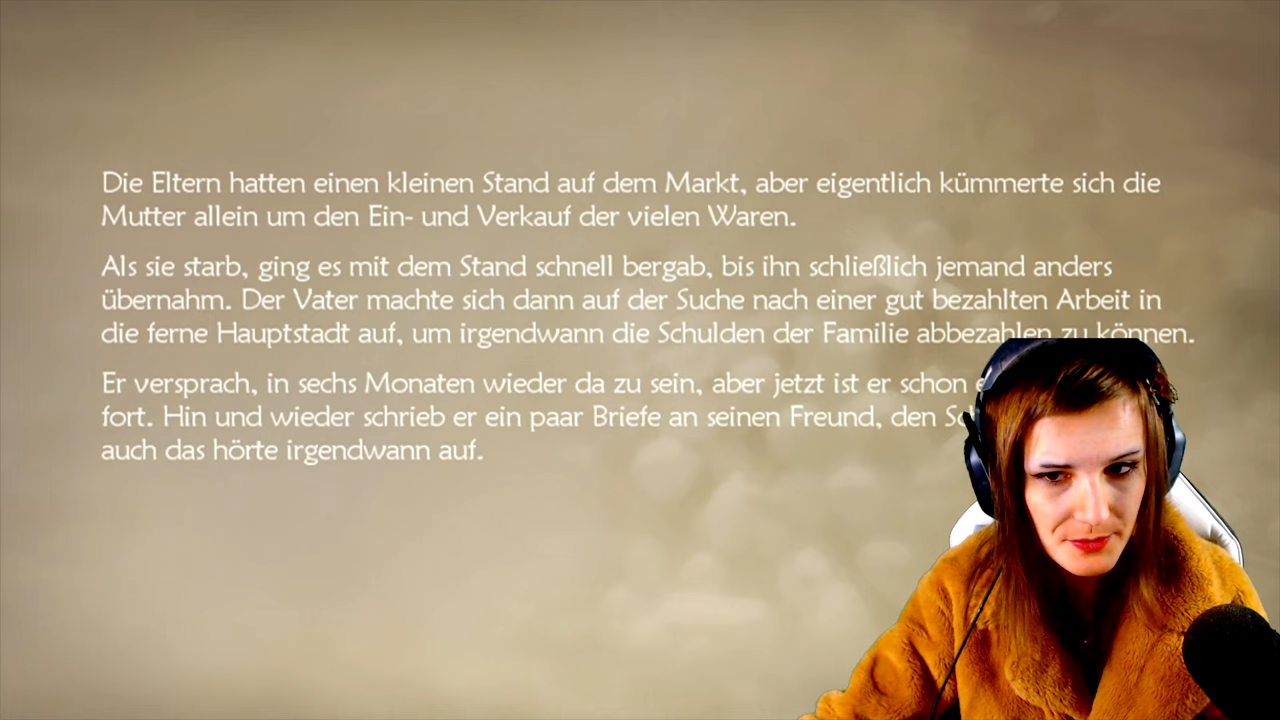 Die Eltern hatten einen kleinen Stand auf dem Markt, aber eigentlich kümmerte sich die
Mutter allein um den Ein- und Verkauf der vielen Waren.
Als sie starb, ging es mit dem Stand schnell bergab, bis ihn schließlich jemand anders
übernahm. Der Vater machte sich dann auf der Suche nach einer gut bezahlten Arbeit in
die ferne Hauptstadt auf, um irgendwann die Schulden der Familie abbezahlen zu können.
Er versprach, in sechs Monaten wieder da zu sein, aber jetzt ist er schon
fort. Hin und wieder schrieb er ein paar Briefe an seinen Freund, den
auch das hörte irgendwann auf.